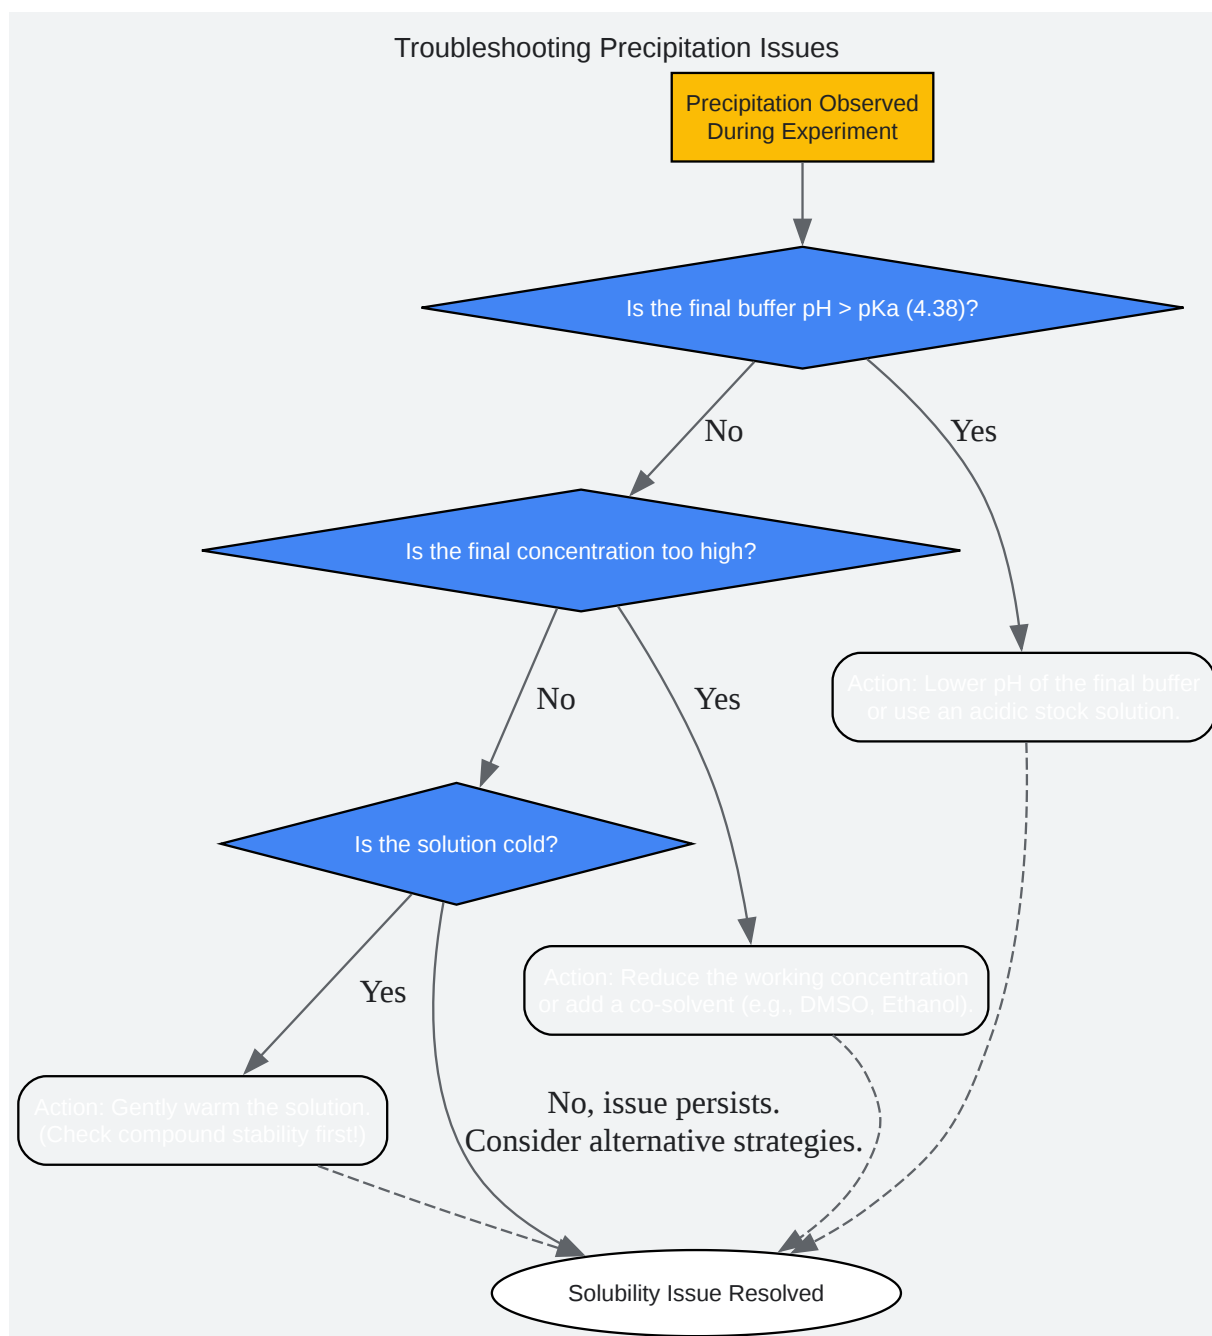 Troubleshooting Precipitation Issues
Precipitation Observed
During Experiment
Is the final buffer pH > pKa (4.38)?
No
Yes
Is the final concentration too high?
Action: Lower pH of the final buffer
or use an acidic stock solution.
No
Yes
Is the solution cold?
Action: Reduce the working concentration
or add a co-solvent (e.g., DMSO, Ethanol).
Yes
Action: Gently warm the solution.
(Check compound stability first!)
No, issue persists.
Consider alternative strategies.
Solubility Issue Resolved